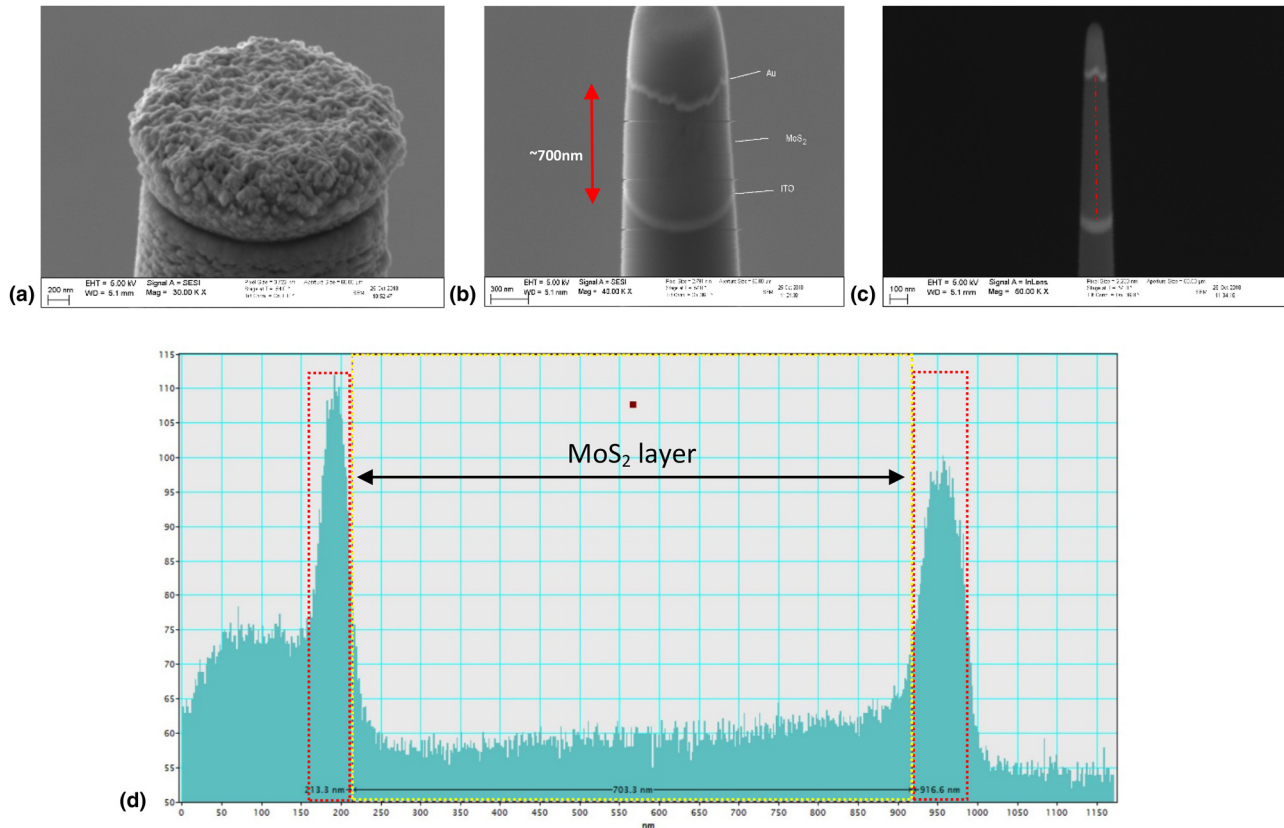 (a)
200 nm
EHT = 5.00 kV Signal A = SESI
WD = 5.1 mm Mag = 30.00 K X
(b)
Au
MoS2
ITO
~700nm
300 nm
EHT = 5.00 kV Signal A = SESI
WD = 5.1 mm Mag = 40.00 K X
(c)
100 nm
EHT = 5.00 kV Signal A = InLens
WD = 5.1 mm Mag = 60.00 K X
(d)
115
110
105
100
95
90
85
80
75
70
65
60
55
50
MoS2 layer
213.3 nm 703.3 nm 916.6 nm
0 50 100 150 200 250 300 350 400 450 500 550 600 650 700 750 800 850 900 950 1000 1050 1100 1150
nm